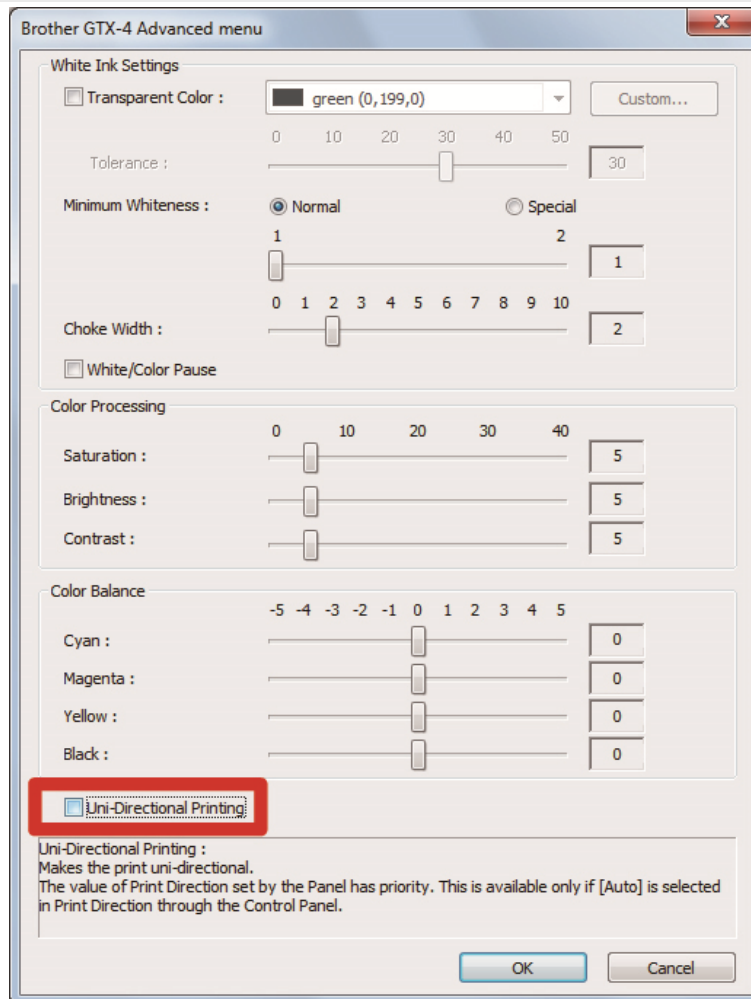 Brother GTX-4 Advanced menu
x
White Ink Settings
Transparent Color :
green (0,199,0)
Custom...
0 10 20 30 40 50
Tolerance :
30
Minimum Whiteness :
Normal
Special
1 2
1
0 1 2 3 4 5 6 7 8 9 10
Choke Width :
2
White/Color Pause
Color Processing
0 10 20 30 40
Saturation :
5
Brightness :
5
Contrast :
5
Color Balance
-5 -4 -3 -2 -1 0 1 2 3 4 5
Cyan :
0
Magenta :
0
Yellow :
0
Black :
0
Uni-Directional Printing
Uni-Directional Printing :
Makes the print uni-directional.
The value of Print Direction set by the Panel has priority. This is available only if [Auto] is selected
in Print Direction through the Control Panel.
OK
Cancel